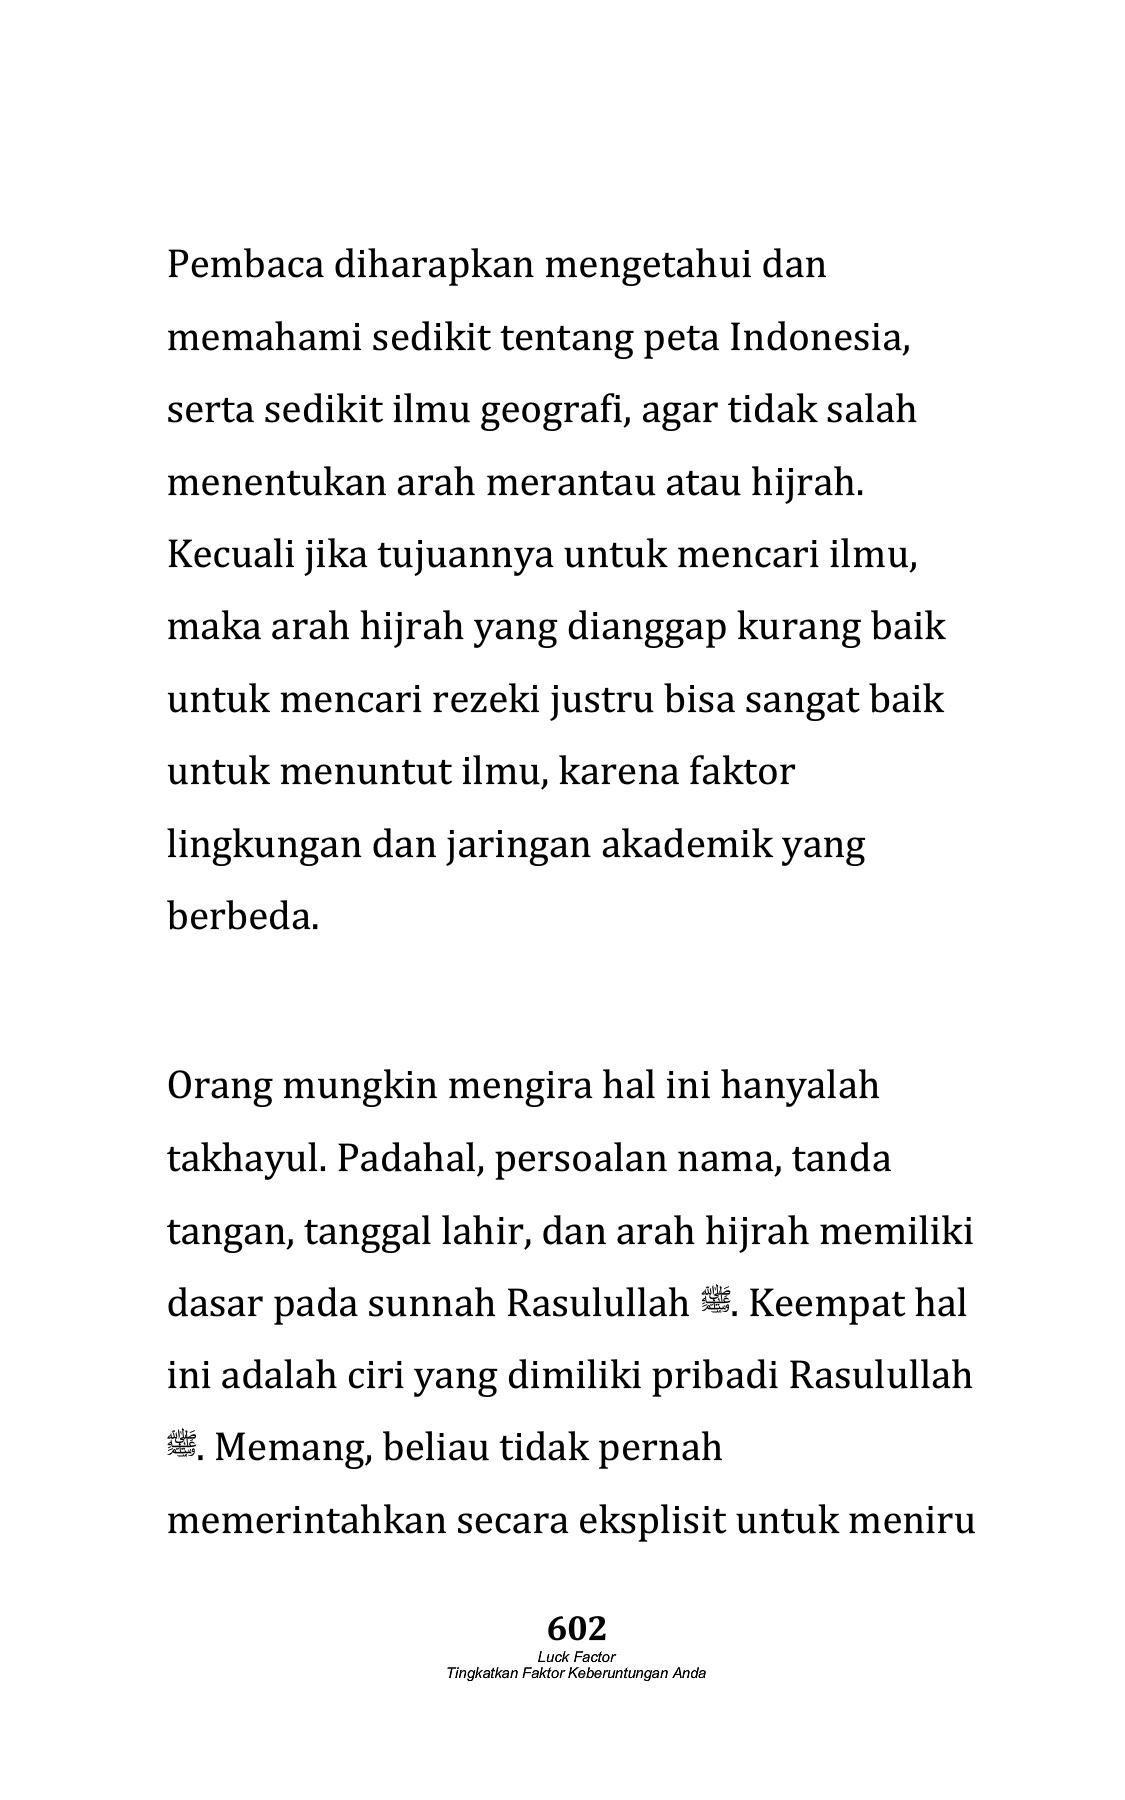 Pembaca diharapkan mengetahui dan
memahami sedikit tentang peta Indonesia,
serta sedikit ilmu geografi, agar tidak salah
menentukan arah merantau atau hijrah.
Kecuali jika tujuannya untuk mencari ilmu,
maka arah hijrah yang dianggap kurang baik
untuk mencari rezeki justru bisa sangat baik
untuk menuntut ilmu, karena faktor
lingkungan dan jaringan akademik yang
berbeda.
Orang mungkin mengira hal ini hanyalah
takhayul. Padahal, persoalan nama, tanda
tangan, tanggal lahir, dan arah hijrah memiliki
dasar pada sunnah Rasulullah ﷺ. Keempat hal
ini adalah ciri yang dimiliki pribadi Rasulullah
ﷺ. Memang, beliau tidak pernah
memerintahkan secara eksplisit untuk meniru
602
Luck Factor
Tingkatkan Faktor Keberuntungan Anda